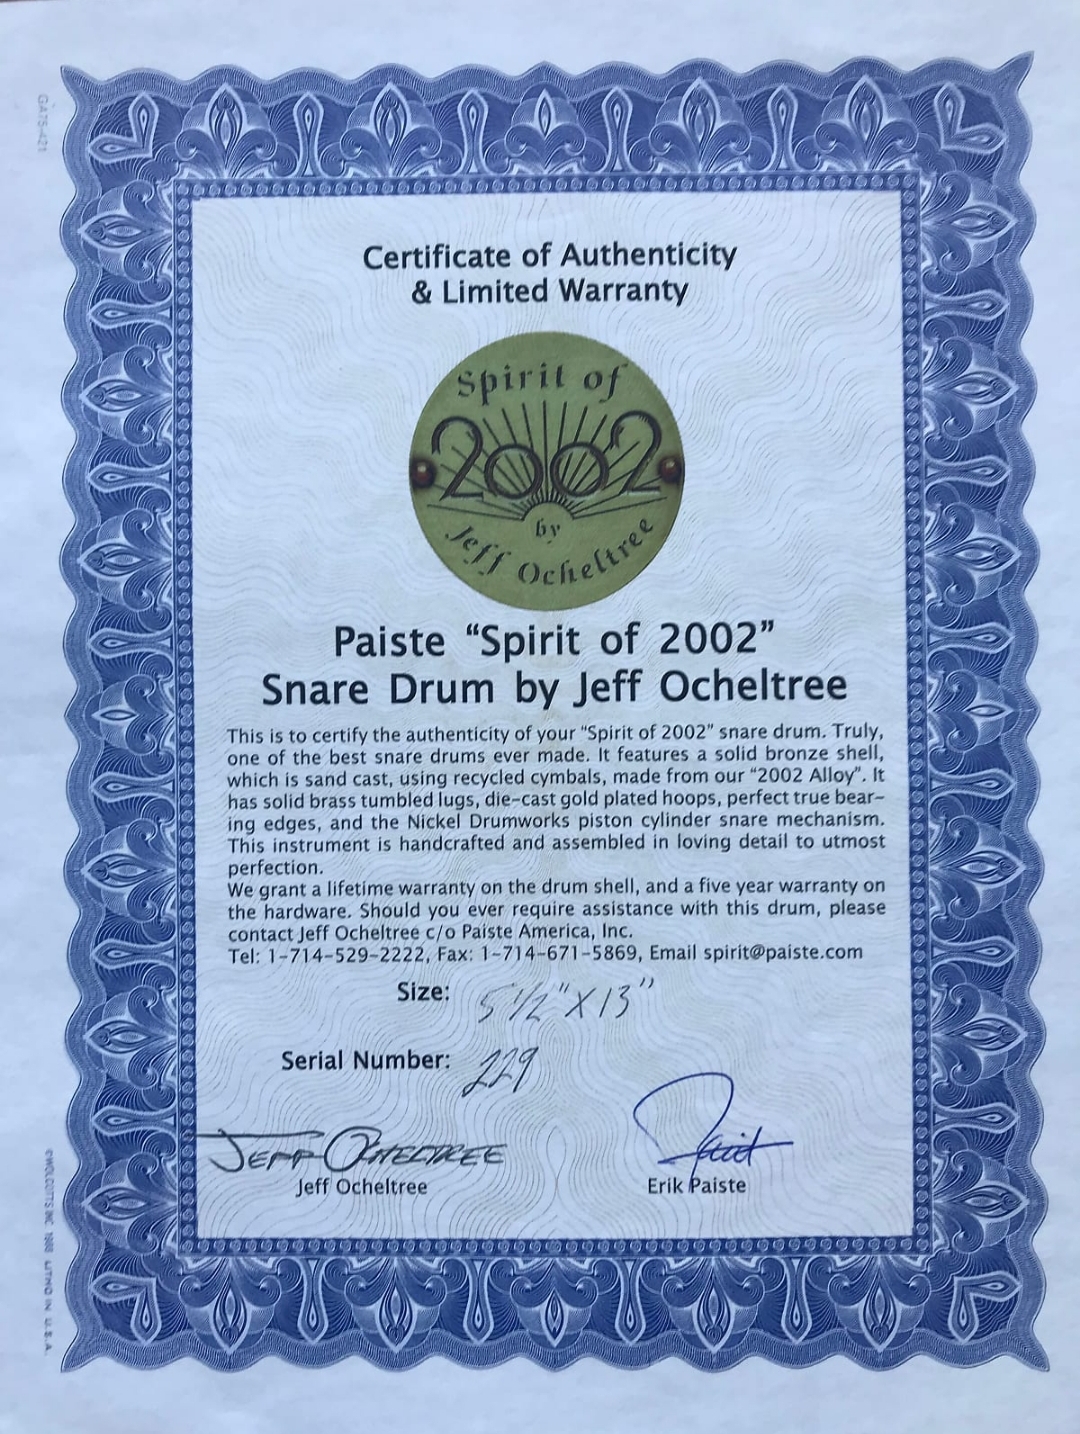 GA75-421
Certificate of Authenticity
& Limited Warranty
Spirit of
2002
by
Jeff Ocheltree
Paiste “Spirit of 2002”
Snare Drum by Jeff Ocheltree
This is to certify the authenticity of your “Spirit of 2002” snare drum. Truly,
one of the best snare drums ever made. It features a solid bronze shell,
which is sand cast, using recycled cymbals, made from our “2002 Alloy”. It
has solid brass tumbled lugs, die-cast gold plated hoops, perfect true bear-
ing edges, and the Nickel Drumworks piston cylinder snare mechanism.
This instrument is handcrafted and assembled in loving detail to utmost
perfection.
We grant a lifetime warranty on the drum shell, and a five year warranty on
the hardware. Should you ever require assistance with this drum, please
contact Jeff Ocheltree c/o Paiste America, Inc.
Tel: 1-714-529-2222, Fax: 1-714-671-5869, Email spirit@paiste.com
Size: 5 1/2" X 13"
Serial Number: 229
JEFF OCHELTREE
Jeff Ocheltree
Paiste
Erik Paiste
LITHO IN U.S.A.